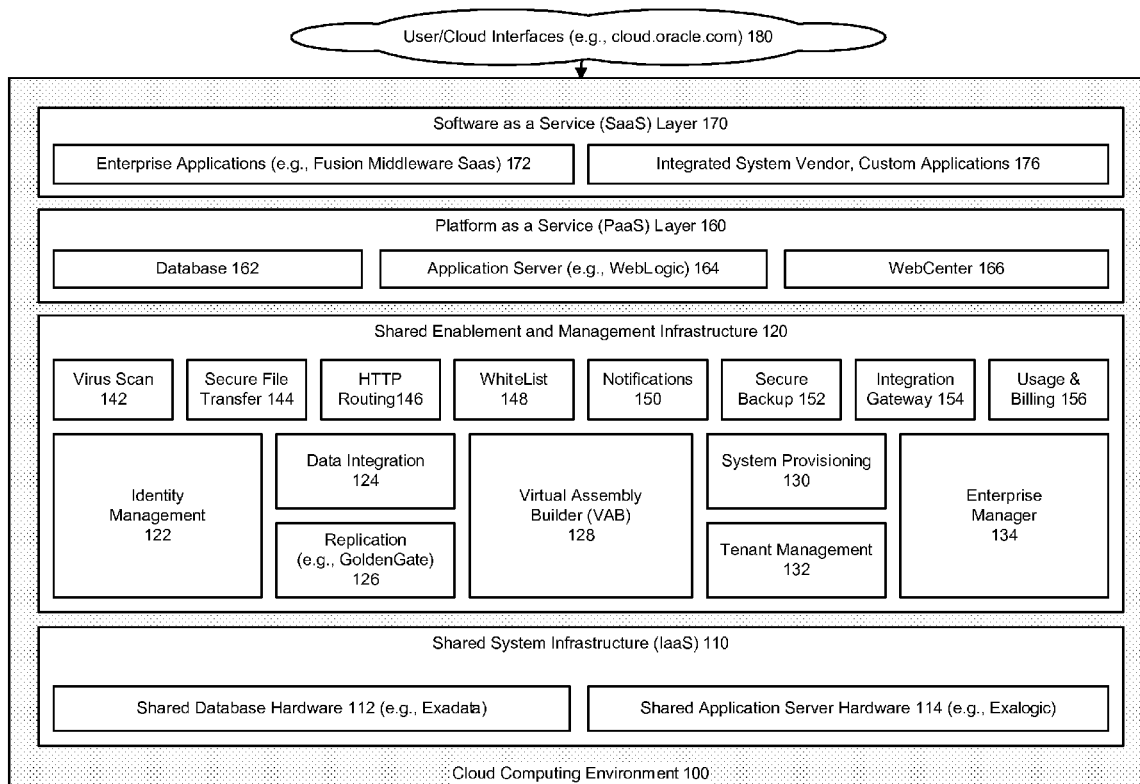 User/Cloud Interfaces (e.g., cloud.oracle.com) 180
Software as a Service (SaaS) Layer 170
Enterprise Applications (e.g., Fusion Middleware Saas) 172
Integrated System Vendor, Custom Applications 176
Platform as a Service (PaaS) Layer 160
Database 162
Application Server (e.g., WebLogic) 164
WebCenter 166
Shared Enablement and Management Infrastructure 120
Virus Scan
142
Secure File
Transfer 144
HTTP
Routing146
WhiteList
148
Notifications
150
Secure
Backup 152
Integration
Gateway 154
Usage &
Billing 156
Identity
Management
122
Data Integration
124
Replication
(e.g., GoldenGate)
126
Virtual Assembly
Builder (VAB)
128
System Provisioning
130
Tenant Management
132
Enterprise
Manager
134
Shared System Infrastructure (IaaS) 110
Shared Database Hardware 112 (e.g., Exadata)
Shared Application Server Hardware 114 (e.g., Exalogic)
Cloud Computing Environment 100